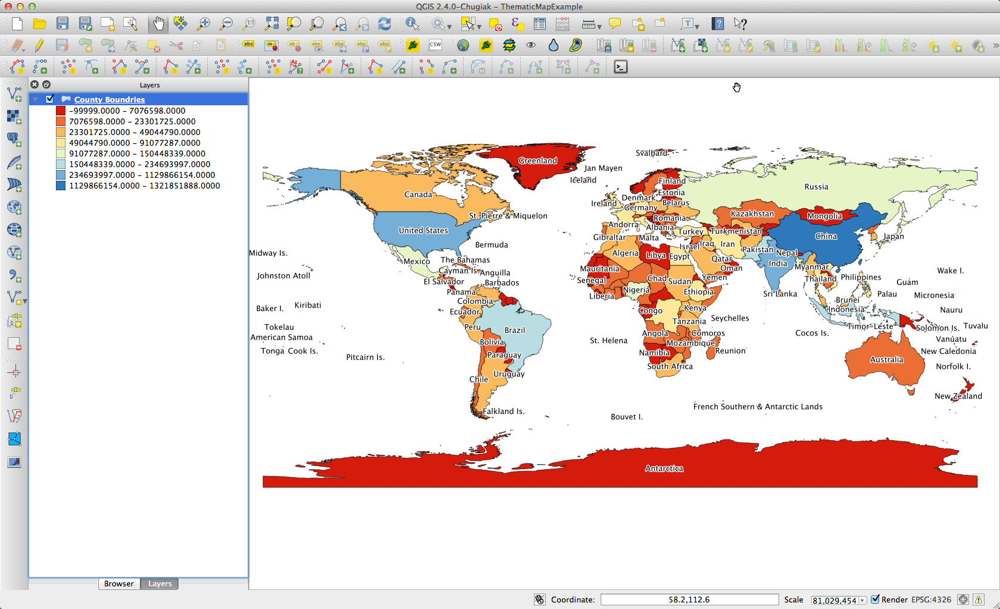 QGIS 2.4.0-Chugiak - ThematicMapExample
1:1
ε
T
?
?
abc
ab
ab
abc
abc
abc
abc
CSW
Layers
County Boundries
-99999.0000 - 7076598.0000
7076598.0000 - 23301725.0000
23301725.0000 - 49044790.0000
49044790.0000 - 91077287.0000
91077287.0000 - 150448339.0000
150448339.0000 - 234693997.0000
234693997.0000 - 1129866154.0000
1129866154.0000 - 1321851888.0000
Greenland
Svalbard
Jan Mayen
Iceland
Finland
Russia
Canada
Estonia
Denmark
Ireland
Belarus
Germany
St. Pierre & Miquelon
Kazakhstan
Mongolia
Romania
Andorra
Albania
United States
Turkey
Turkmenistan
China
Japan
Gibraltar
Malta
Bermuda
Israel
Iraq
Iran
Pakistan
Nepal
Midway Is.
Algeria
Libya
Egypt
Qatar
The Bahamas
Mexico
India
Oman
Myanmar
Mauritania
Cayman Is.
Anguilla
Wake I.
Johnston Atoll
Senegal
Chad
Sudan
Yemen
Thailand
Philippines
El Salvador
Barbados
Guam
Panama
Liberia
Nigeria
Ethiopia
Sri Lanka
Palau
Micronesia
Colombia
Brunei
Baker I.
Kiribati
Ecuador
Congo
Kenya
Indonesia
Nauru
Seychelles
Tokelau
Peru
Brazil
Tanzania
Timor-Leste
Solomon Is.
Tuvalu
American Samoa
St. Helena
Angola
Comoros
Cocos Is.
Vanuatu
Bolivia
Mozambique
Tonga
Cook Is.
Pitcairn Is.
Paraguay
Namibia
Reunion
New Caledonia
Australia
South Africa
Norfolk I.
Chile
Uruguay
New Zealand
Falkland Is.
Bouvet I.
French Southern & Antarctic Lands
Antarctica
Browser
Layers
Coordinate:
58.2,112.6
Scale
81,029,454
Render
EPSG:4326